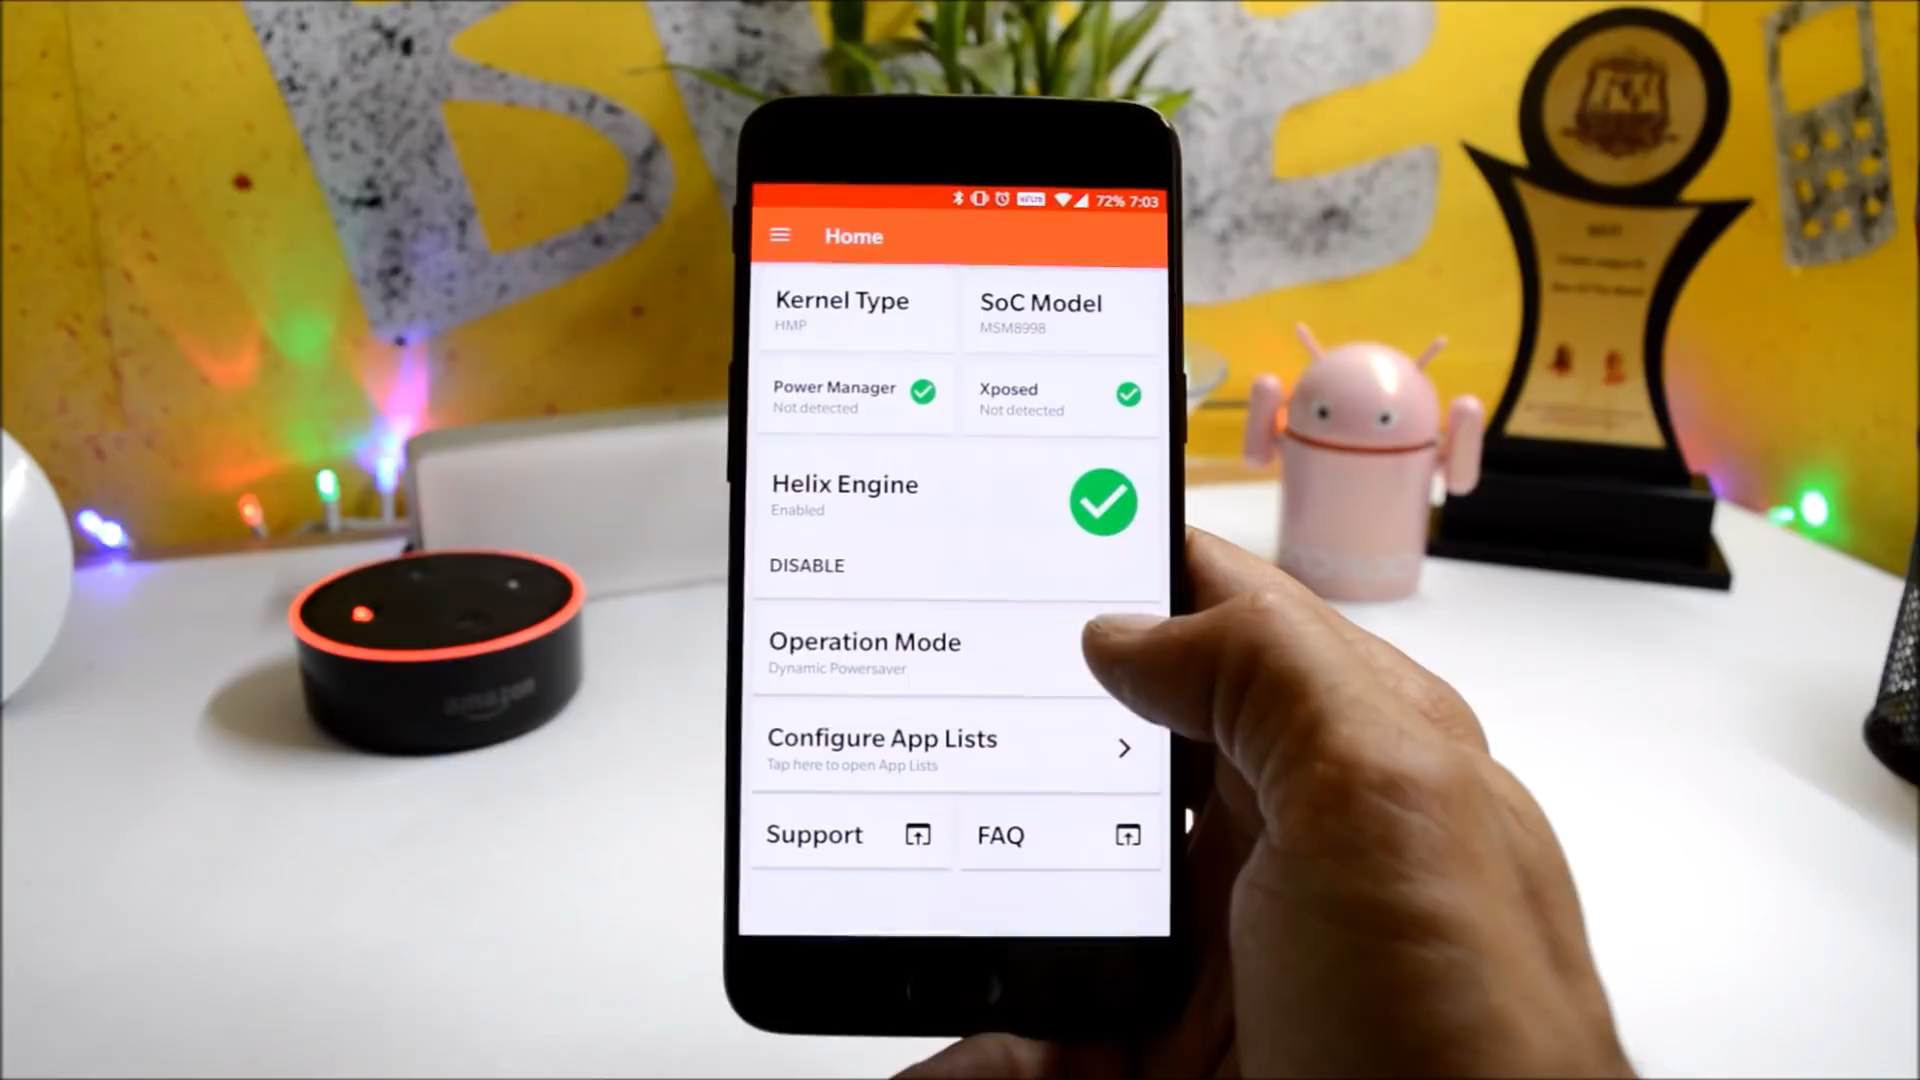 72% 7:03
Home
Kernel Type
HMP
SoC Model
MSM8998
Power Manager
Not detected
Xposed
Not detected
Helix Engine
Enabled
DISABLE
Operation Mode
Dynamic Powersaver
Configure App Lists
Tap here to open App Lists
Support
FAQ
amazon